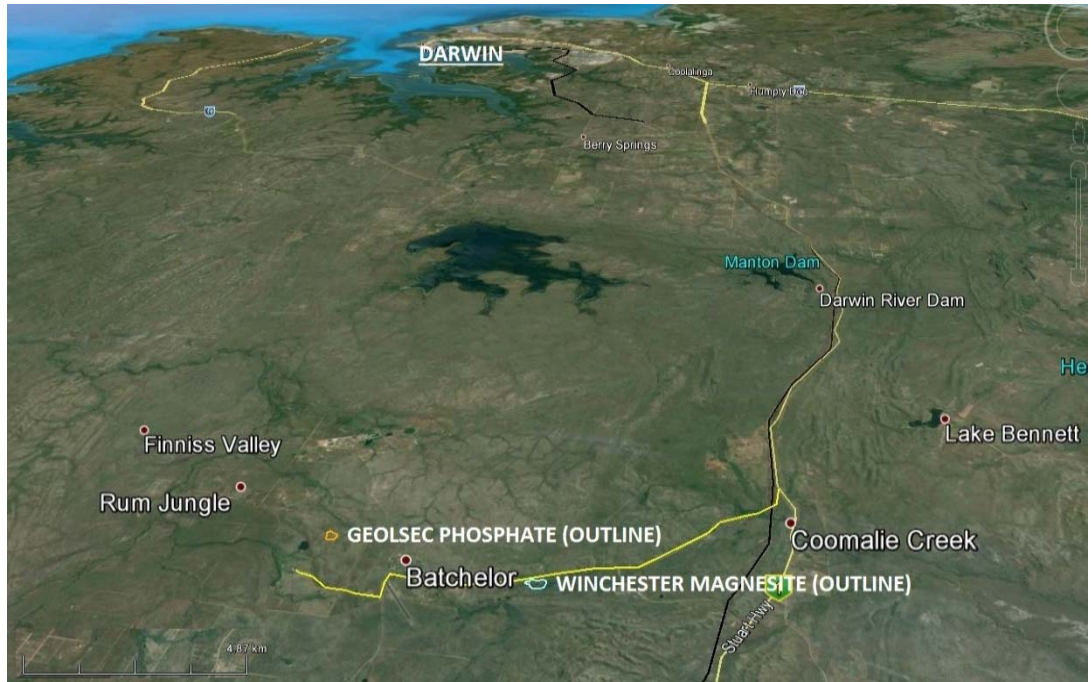 DARWIN
Coolalinga
Humpty Doo
Berry Springs
Manton Dam
Darwin River Dam
He
Finniss Valley
Lake Bennett
Rum Jungle
GEOLSEC PHOSPHATE (OUTLINE)
Coomalie Creek
Batchelor
WINCHESTER MAGNESITE (OUTLINE)
Stuart Hwy
4.87 km